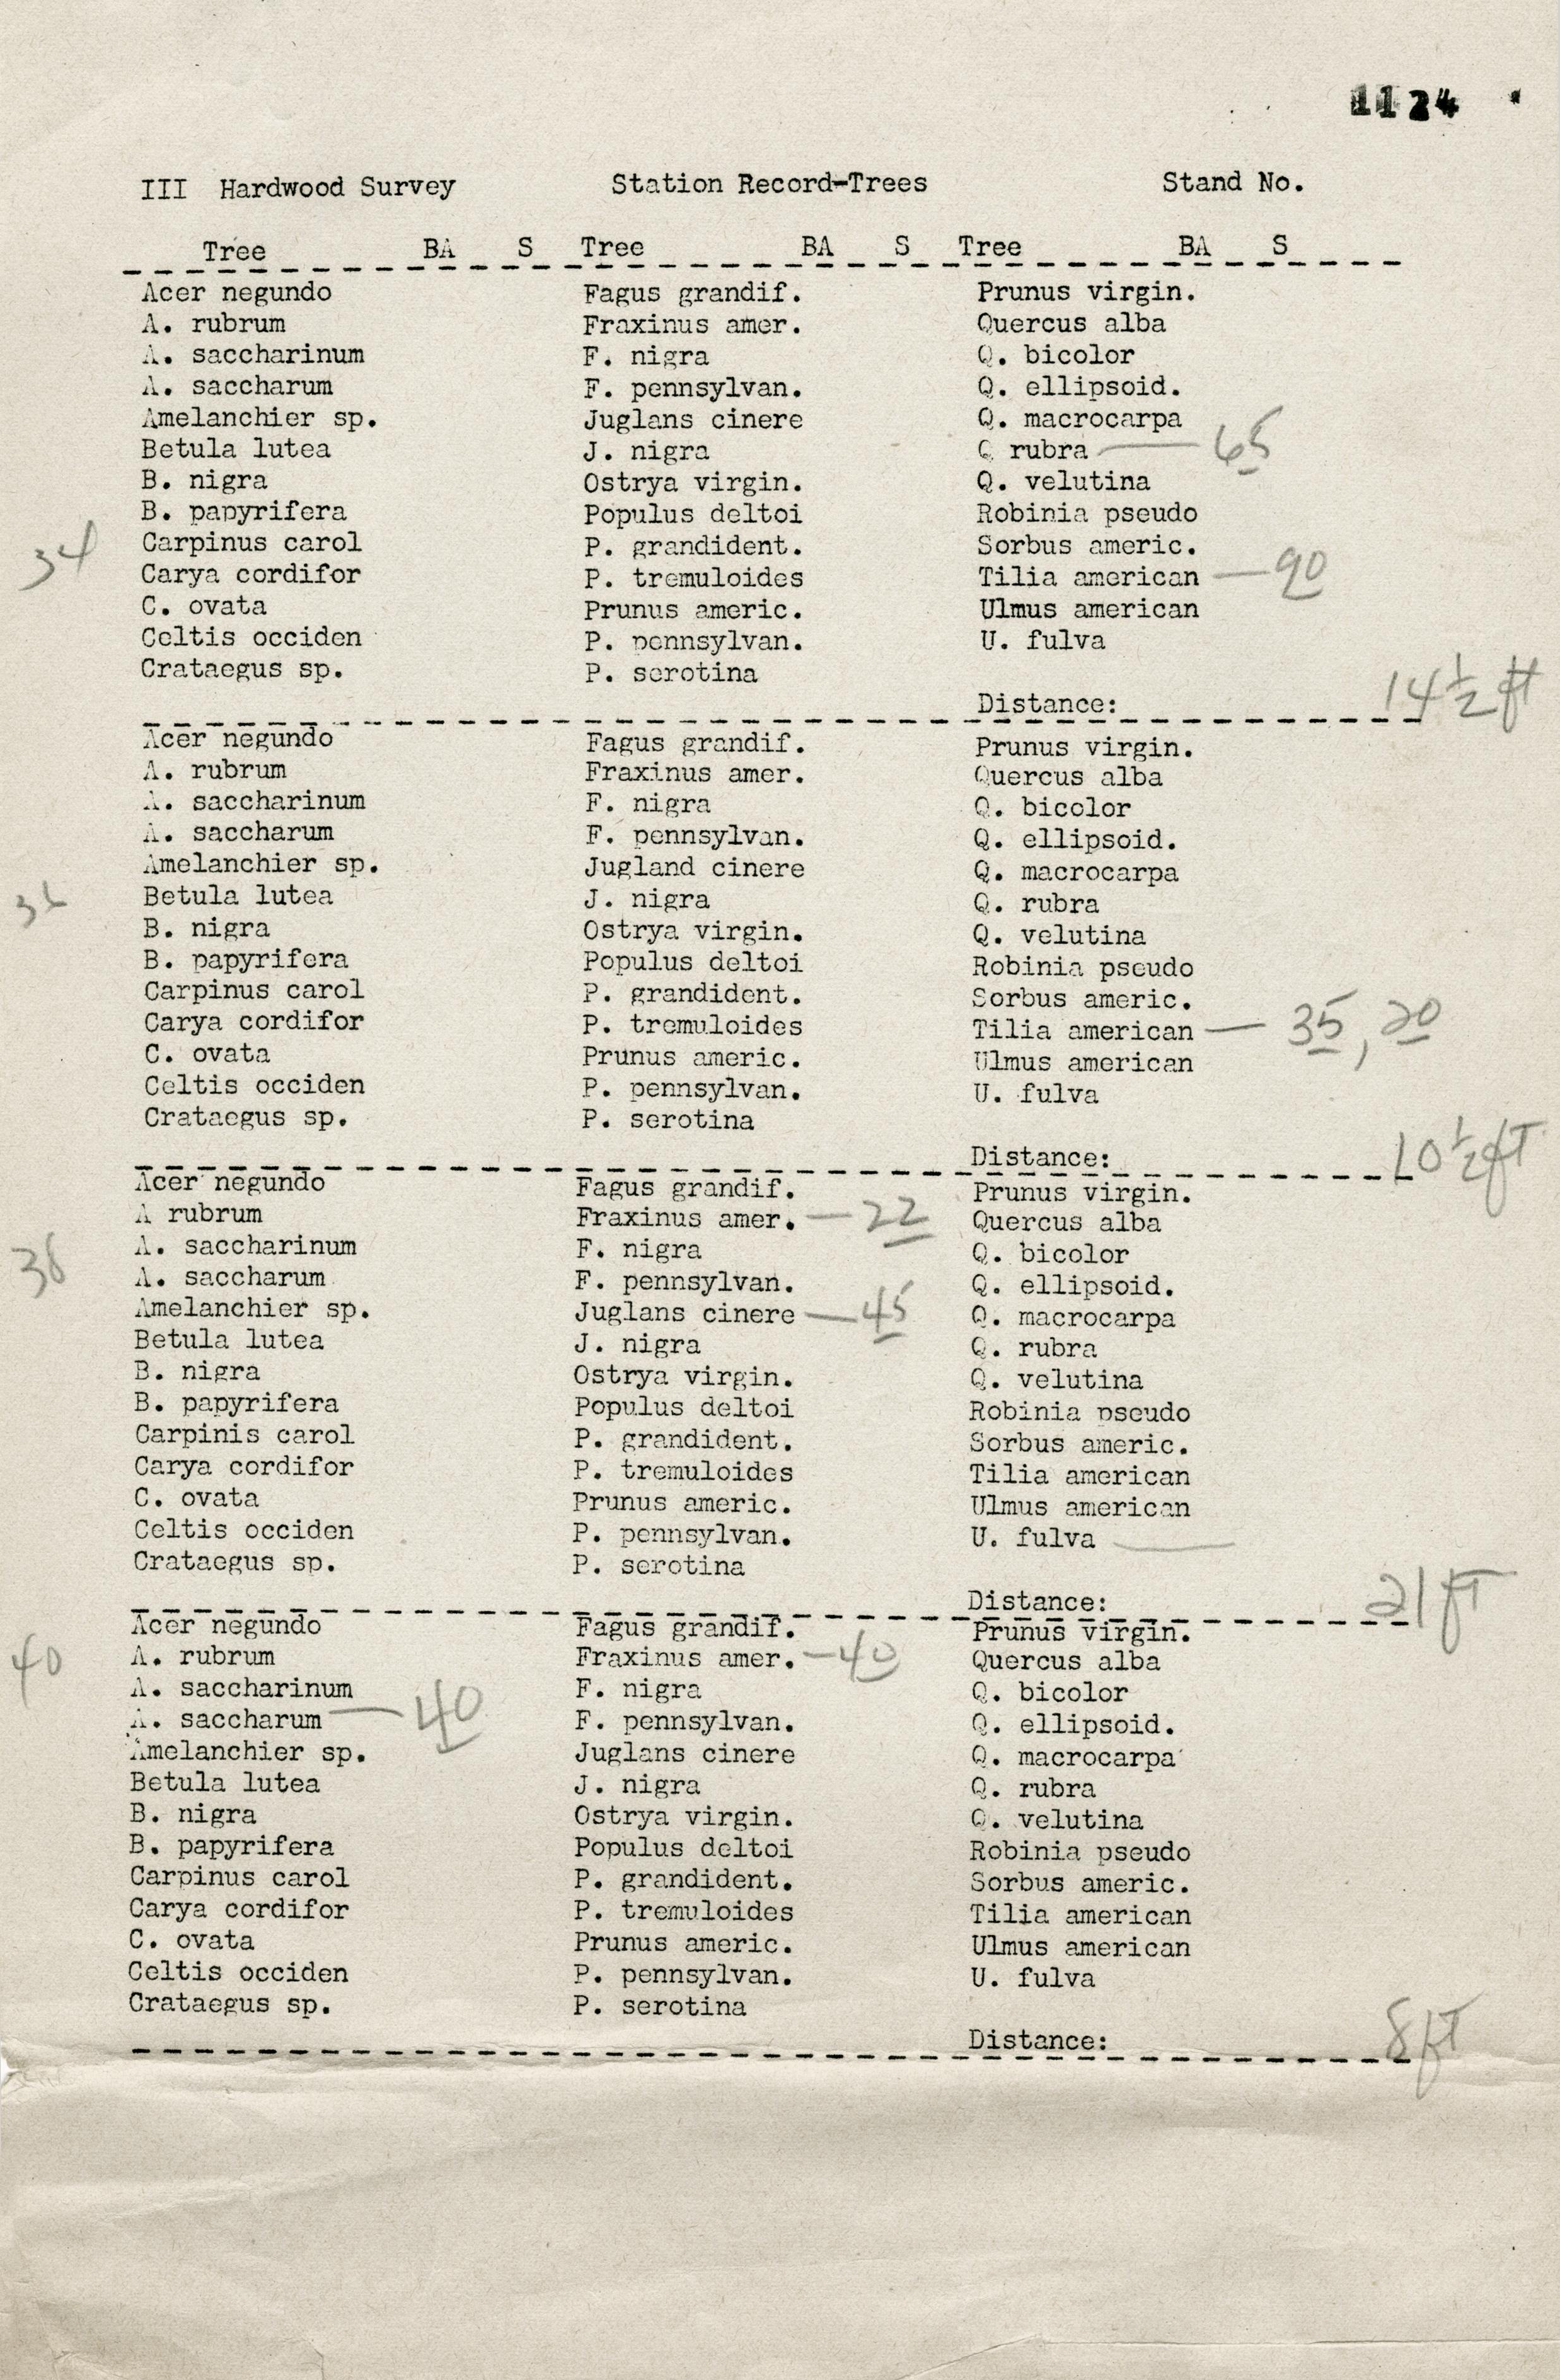 1124
III Hardwood Survey Station Record-Trees Stand No.
Tree BA S Tree BA S Tree BA S
Acer negundo Fagus grandif. Prunus virgin.
A. rubrum Fraxinus amer. Quercus alba
A. saccharinum F. nigra Q. bicolor
A. saccharum F. pennsylvan. Q. ellipsoid.
Amelanchier sp. Juglans cinere Q. macrocarpa
Betula lutea J. nigra Q rubra — 65
B. nigra Ostrya virgin. Q. velutina
B. papyrifera Populus deltoi Robinia pseudo
34 Carpinus carol P. grandident. Sorbus americ.
Carya cordifor P. tremuloides Tilia american — 90
C. ovata Prunus americ. Ulmus american
Celtis occiden P. pennsylvan. U. fulva
Crataegus sp. P. serotina
Distance: 14 1/2 ft
Acer negundo Fagus grandif. Prunus virgin.
A. rubrum Fraxinus amer. Quercus alba
A. saccharinum F. nigra Q. bicolor
A. saccharum F. pennsylvan. Q. ellipsoid.
Amelanchier sp. Jugland cinere Q. macrocarpa
Betula lutea J. nigra Q. rubra
B. nigra Ostrya virgin. Q. velutina
B. papyrifera Populus deltoi Robinia pseudo
Carpinus carol P. grandident. Sorbus americ.
Carya cordifor P. tremuloides Tilia american — 35, 20
C. ovata Prunus americ. Ulmus american
Celtis occiden P. pennsylvan. U. fulva
Crataegus sp. P. serotina
Distance: 10 1/2 ft
Acer negundo Fagus grandif. Prunus virgin.
A rubrum Fraxinus amer. — 22 Quercus alba
38 A. saccharinum F. nigra Q. bicolor
A. saccharum F. pennsylvan. Q. ellipsoid.
Amelanchier sp. Juglans cinere — 45 Q. macrocarpa
Betula lutea J. nigra Q. rubra
B. nigra Ostrya virgin. Q. velutina
B. papyrifera Populus deltoi Robinia pseudo
Carpinis carol P. grandident. Sorbus americ.
Carya cordifor P. tremuloides Tilia american
C. ovata Prunus americ. Ulmus american
Celtis occiden P. pennsylvan. U. fulva —
Crataegus sp. P. serotina
Distance: 21 ft
Acer negundo Fagus grandif. Prunus virgin.
40 A. rubrum Fraxinus amer. — 40 Quercus alba
A. saccharinum F. nigra Q. bicolor
A. saccharum — 40 F. pennsylvan. Q. ellipsoid.
Amelanchier sp. Juglans cinere Q. macrocarpa
Betula lutea J. nigra Q. rubra
B. nigra Ostrya virgin. Q. velutina
B. papyrifera Populus deltoi Robinia pseudo
Carpinus carol P. grandident. Sorbus americ.
Carya cordifor P. tremuloides Tilia american
C. ovata Prunus americ. Ulmus american
Celtis occiden P. pennsylvan. U. fulva
Crataegus sp. P. serotina
Distance: 8 ft